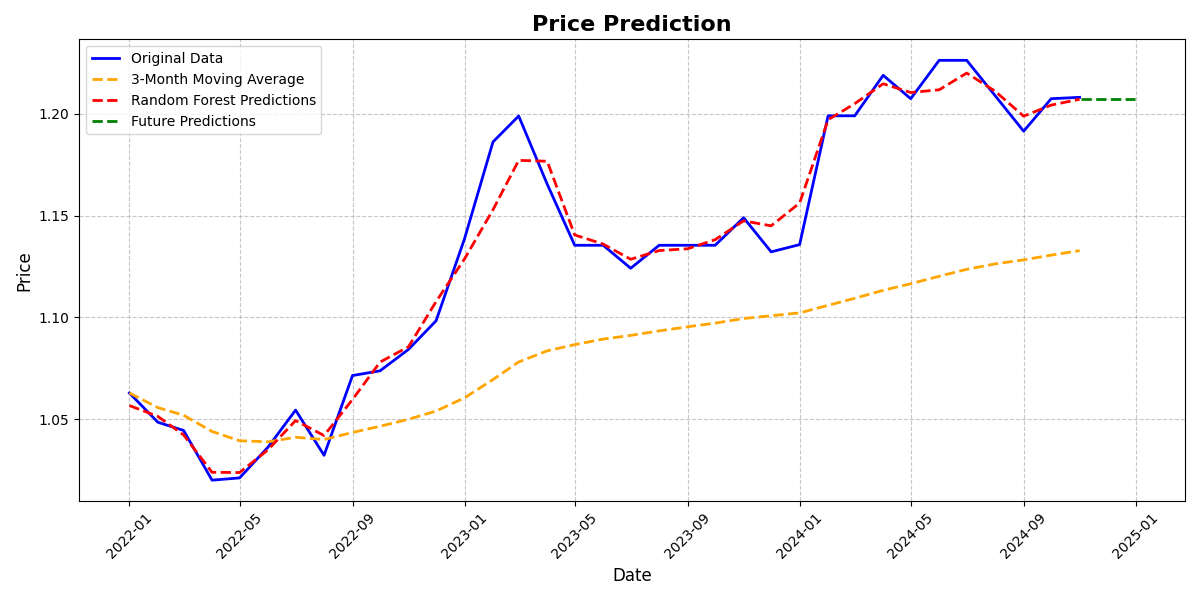 Price Prediction
Original Data
3-Month Moving Average
Random Forest Predictions
Future Predictions
Price
1.20
1.15
1.10
1.05
2022-01
2022-05
2022-09
2023-01
2023-05
2023-09
2024-01
2024-05
2024-09
2025-01
Date